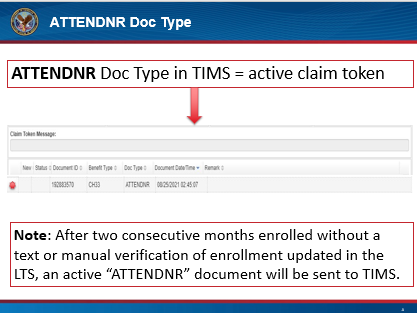 ATTENDNR Doc Type
ATTENDNR Doc Type in TIMS = active claim token
Claim Token Message:
New Status Document ID Benefit Type Doc Type Document Date/Time Remark
192883570 CH33 ATTENDNR 08/25/2021 02:45:07
Note: After two consecutive months enrolled without a
text or manual verification of enrollment updated in the
LTS, an active “ATTENDNR” document will be sent to TIMS.